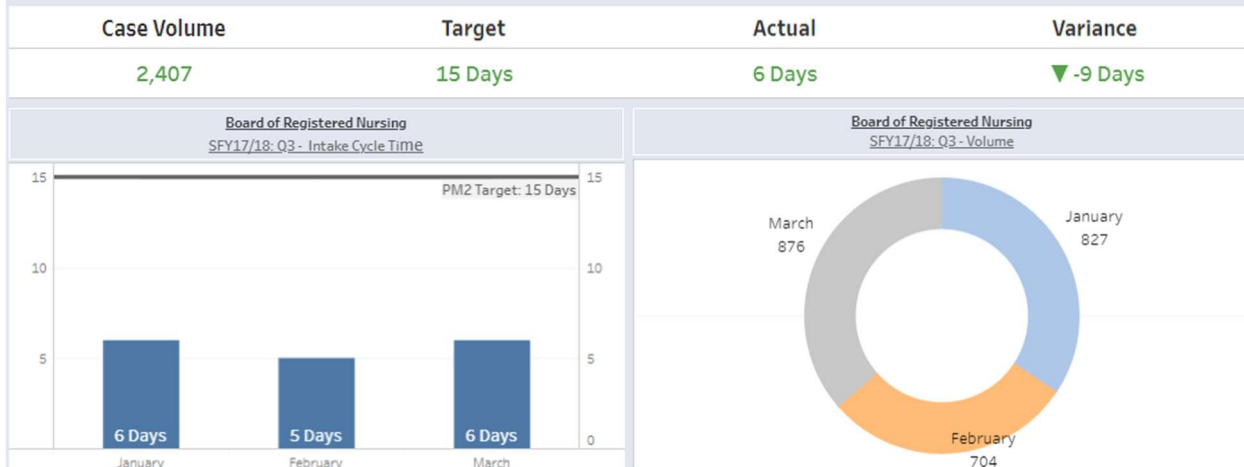 Case Volume Target Actual Variance
2,407 15 Days 6 Days ▼ -9 Days
Board of Registered Nursing
SFY17/18: Q3 - Intake Cycle Time
15 15
PM2 Target: 15 Days
10 10
5 5
0
6 Days 5 Days 6 Days
January February March
Board of Registered Nursing
SFY17/18: Q3 - Volume
March
876
January
827
February
704